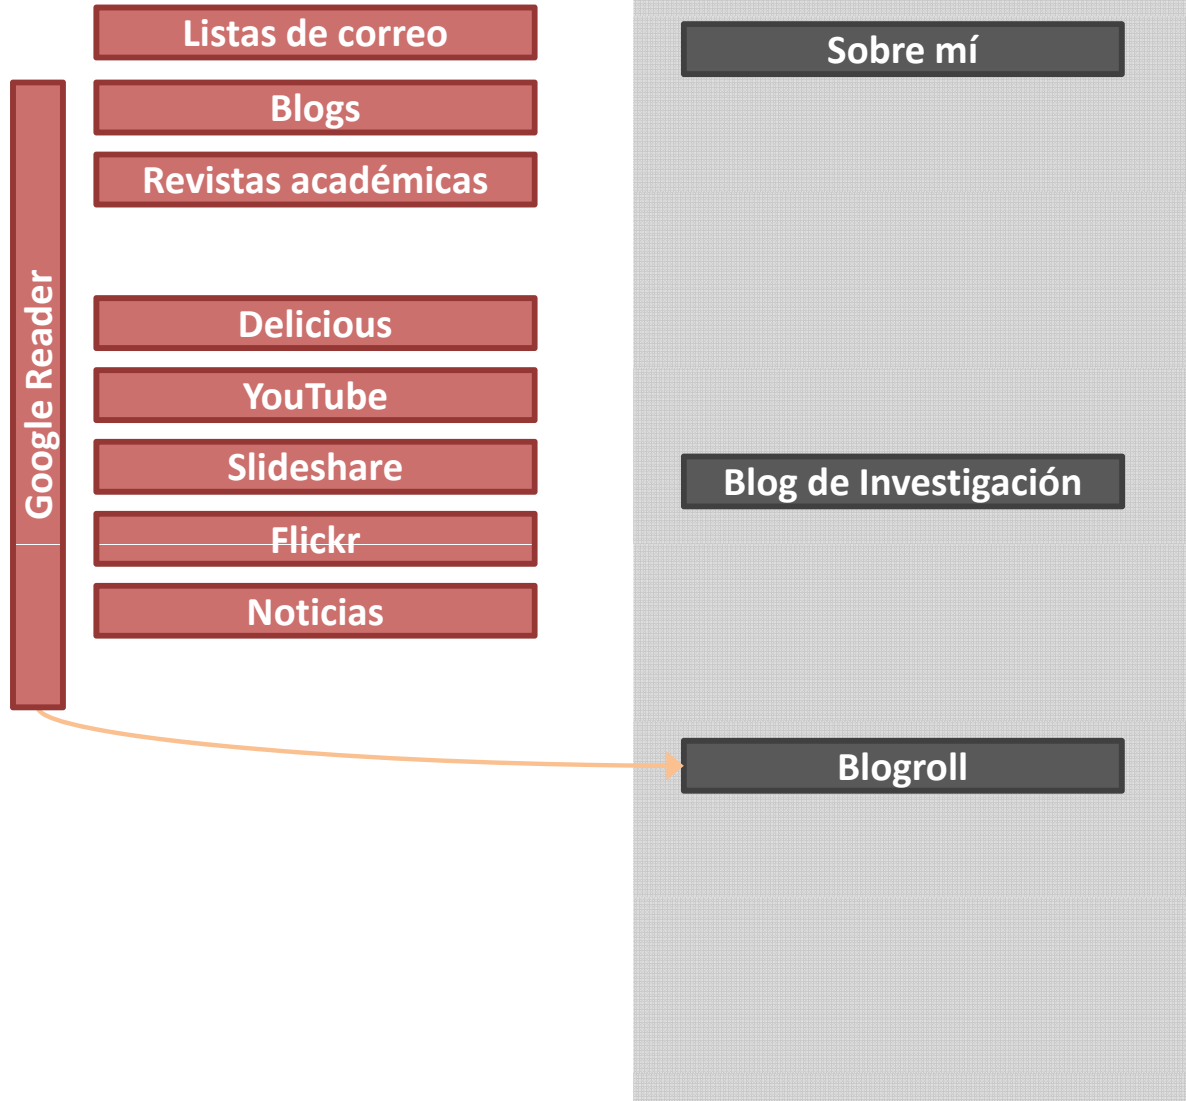 Listas de correo
Blogs
Revistas académicas
Google Reader
Delicious
YouTube
Slideshare
Flickr
Noticias
Sobre mí
Blog de Investigación
Blogroll